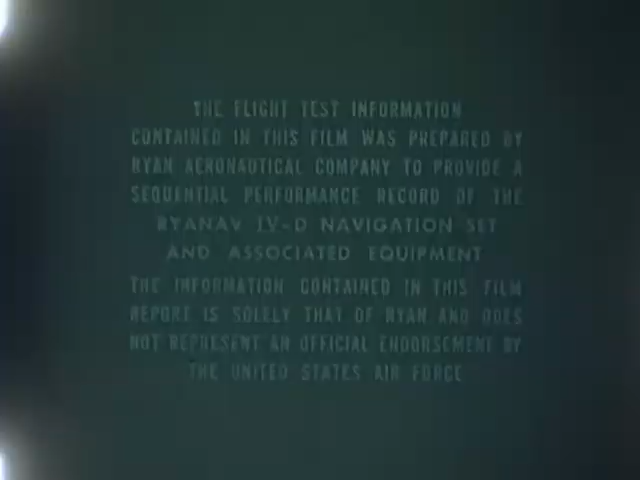 THE FLIGHT TEST INFORMATION
CONTAINED IN THIS FILM WAS PREPARED BY
RYAN AERONAUTICAL COMPANY TO PROVIDE A
SEQUENTIAL PERFORMANCE RECORD OF THE
RYANAV IV-D NAVIGATION SET
AND ASSOCIATED EQUIPMENT
THE INFORMATION CONTAINED IN THIS FILM
REPORT IS SOLELY THAT OF RYAN AND DOES
NOT REPRESENT AN OFFICIAL ENDORSEMENT BY
THE UNITED STATES AIR FORCE